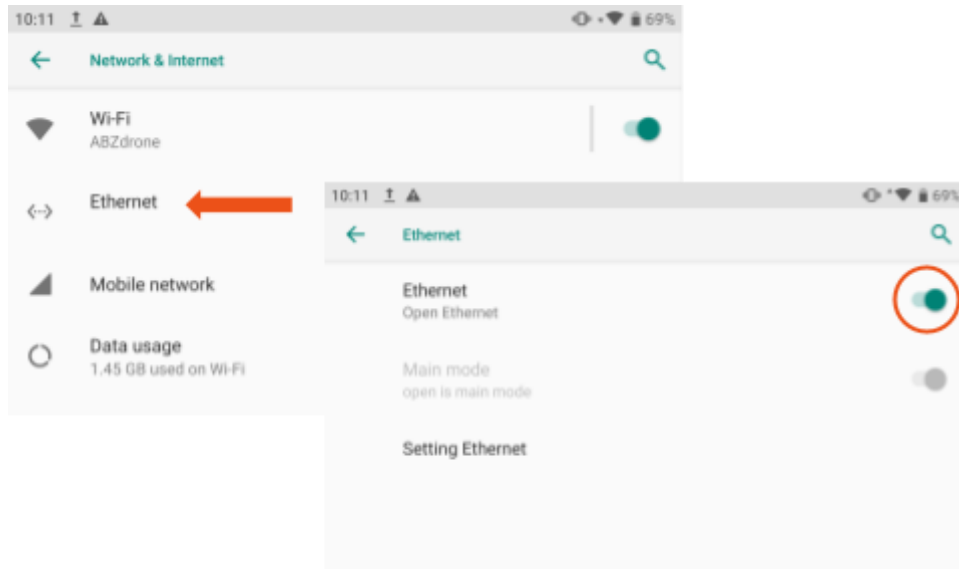 10:11 69%
Network & Internet
Wi-Fi
ABZdrone
Ethernet
Mobile network
Data usage
1.45 GB used on Wi-Fi
10:11 69%
Ethernet
Ethernet
Open Ethernet
Main mode
open is main mode
Setting Ethernet